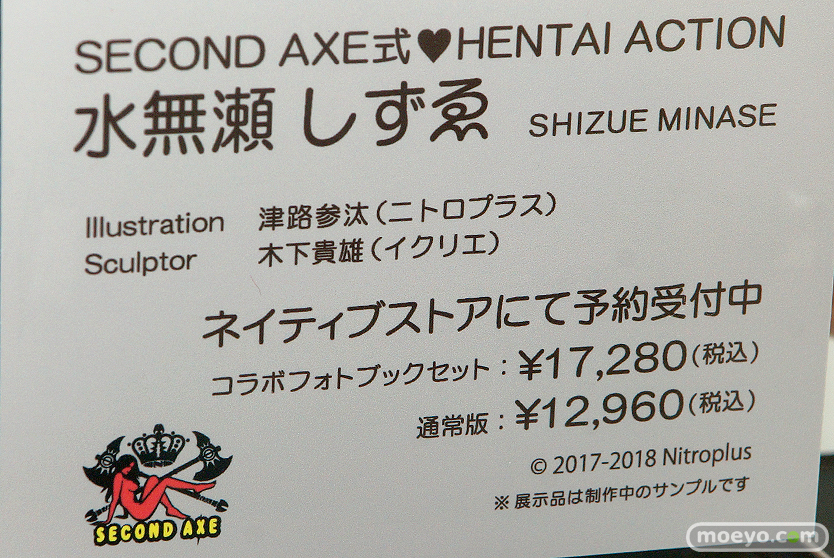 SECOND AXE式♥HENTAI ACTION
水無瀬 しずゑ SHIZUE MINASE
Illustration 津路参汰（ニトロプラス）
Sculptor 木下貴雄（イクリエ）
ネイティブストアにて予約受付中
コラボフォトブックセット：¥17,280（税込）
通常版：¥12,960（税込）
© 2017-2018 Nitroplus
※展示品は制作中のサンプルです
SECOND AXE
moeyo.com